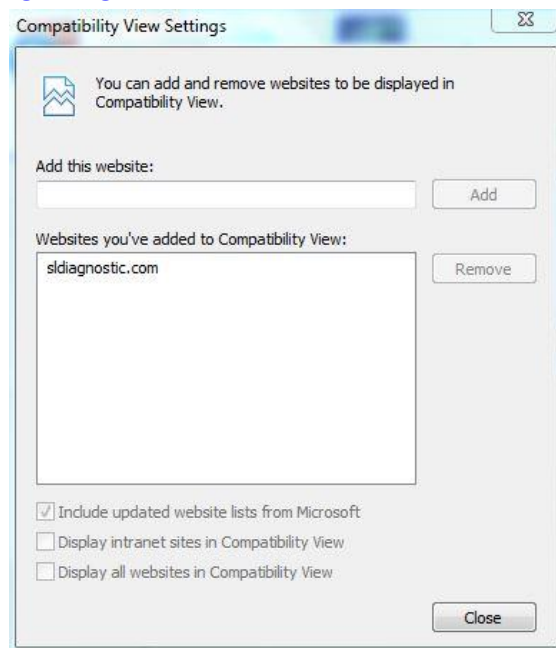 Compatibility View Settings
You can add and remove websites to be displayed in
Compatibility View.
Add this website:
Add
Websites you've added to Compatibility View:
sldiagnostic.com
Remove
Include updated website lists from Microsoft
Display intranet sites in Compatibility View
Display all websites in Compatibility View
Close